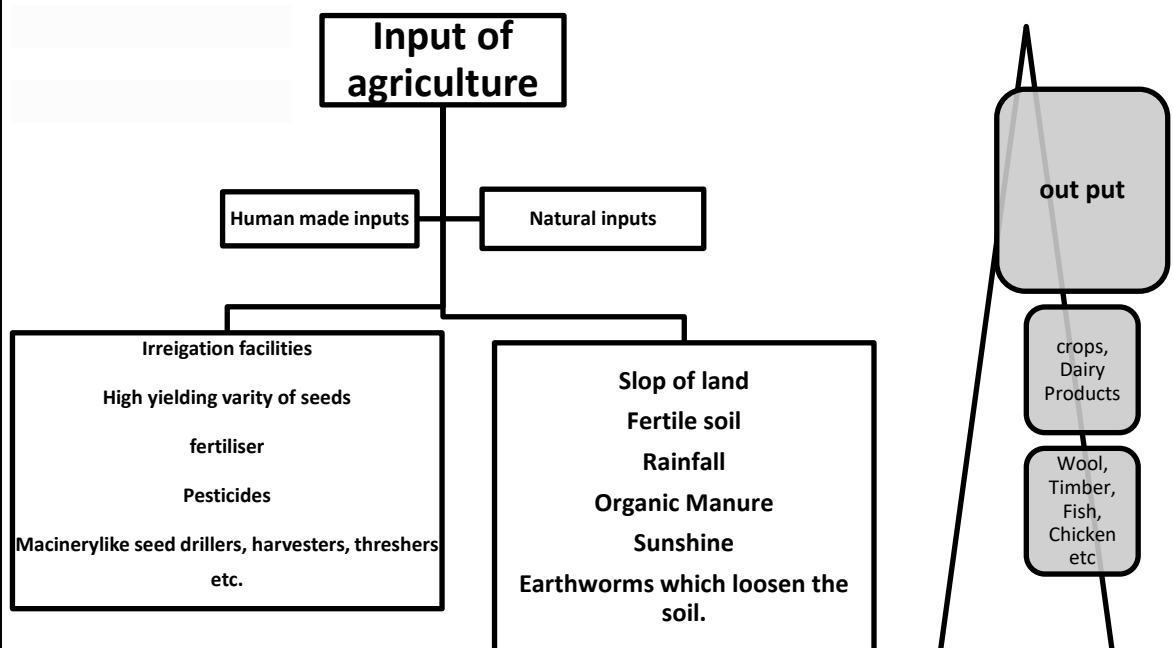 Input of
agriculture
Human made inputs
Natural inputs
Irreigation facilities
High yielding varity of seeds
fertiliser
Pesticides
Macinerylike seed drillers, harvesters, threshers
etc.
Slop of land
Fertile soil
Rainfall
Organic Manure
Sunshine
Earthworms which loosen the
soil.
out put
crops,
Dairy
Products
Wool,
Timber,
Fish,
Chicken
etc